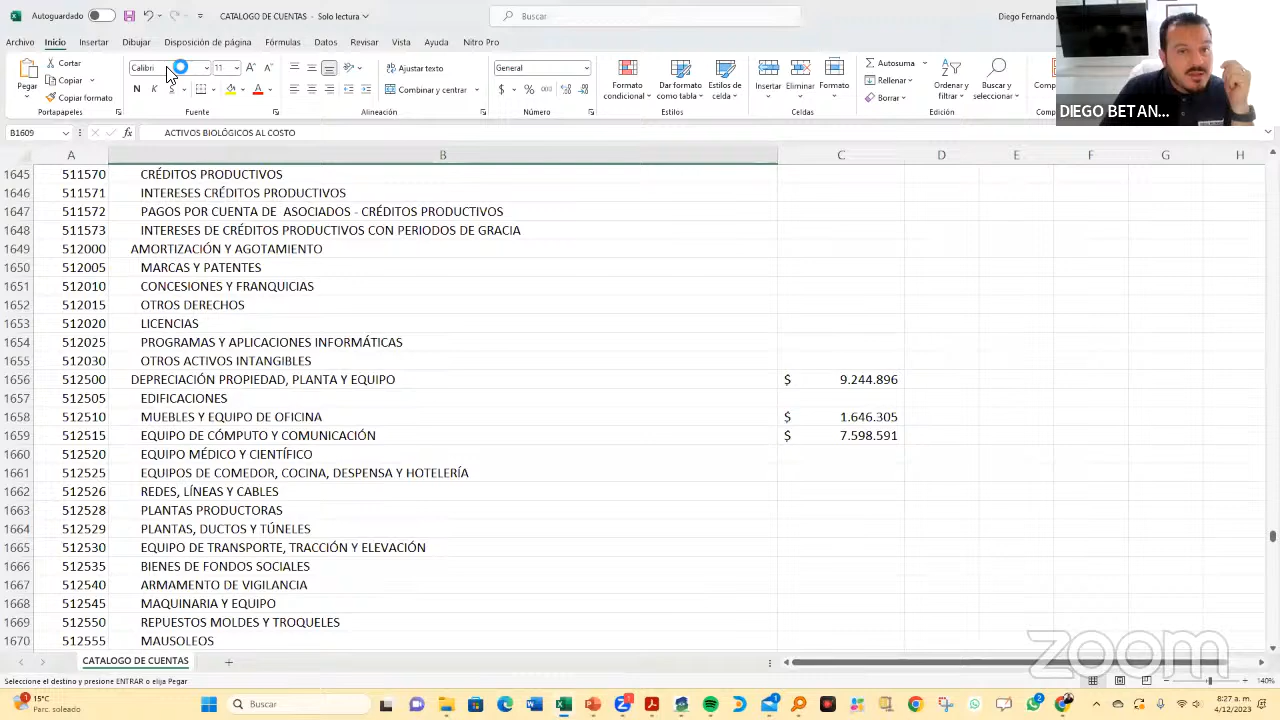 Autoguardado
CATALOGO DE CUENTAS - Solo lectura
Buscar
Diego Fernando
Archivo Inicio Insertar Dibujar Disposición de página Fórmulas Datos Revisar Vista Ayuda Nitro Pro
Pegar
Cortar
Copiar
Copiar formato
Portapapeles
Calibri 11
N K S
Fuente
Ajustar texto
Combinar y centrar
Alineación
General
$ % 000
Número
Formato condicional
Dar formato como tabla
Estilos de celda
Estilos
Insertar Eliminar Formato
Celdas
Autosuma
Rellenar
Borrar
Ordenar y filtrar
Buscar y seleccionar
Edición
Comp
Comp
DIEGO BETAN...
B1609 fx ACTIVOS BIOLÓGICOS AL COSTO
A B C D E F G H
1645 511570 CRÉDITOS PRODUCTIVOS
1646 511571 INTERESES CRÉDITOS PRODUCTIVOS
1647 511572 PAGOS POR CUENTA DE ASOCIADOS - CRÉDITOS PRODUCTIVOS
1648 511573 INTERESES DE CRÉDITOS PRODUCTIVOS CON PERIODOS DE GRACIA
1649 512000 AMORTIZACIÓN Y AGOTAMIENTO
1650 512005 MARCAS Y PATENTES
1651 512010 CONCESIONES Y FRANQUICIAS
1652 512015 OTROS DERECHOS
1653 512020 LICENCIAS
1654 512025 PROGRAMAS Y APLICACIONES INFORMÁTICAS
1655 512030 OTROS ACTIVOS INTANGIBLES
1656 512500 DEPRECIACIÓN PROPIEDAD, PLANTA Y EQUIPO $ 9.244.896
1657 512505 EDIFICACIONES
1658 512510 MUEBLES Y EQUIPO DE OFICINA $ 1.646.305
1659 512515 EQUIPO DE CÓMPUTO Y COMUNICACIÓN $ 7.598.591
1660 512520 EQUIPO MÉDICO Y CIENTÍFICO
1661 512525 EQUIPOS DE COMEDOR, COCINA, DESPENSA Y HOTELERÍA
1662 512526 REDES, LÍNEAS Y CABLES
1663 512528 PLANTAS PRODUCTORAS
1664 512529 PLANTAS, DUCTOS Y TÚNELES
1665 512530 EQUIPO DE TRANSPORTE, TRACCIÓN Y ELEVACIÓN
1666 512535 BIENES DE FONDOS SOCIALES
1667 512540 ARMAMENTO DE VIGILANCIA
1668 512545 MAQUINARIA Y EQUIPO
1669 512550 REPUESTOS MOLDES Y TROQUELES
1670 512555 MAUSOLEOS
zoom
CATALOGO DE CUENTAS
Seleccione el destino y presione ENTRAR o elija Pegar
140%
15°C
Parc. soleado
Buscar
8:27 a. m.
4/12/2023